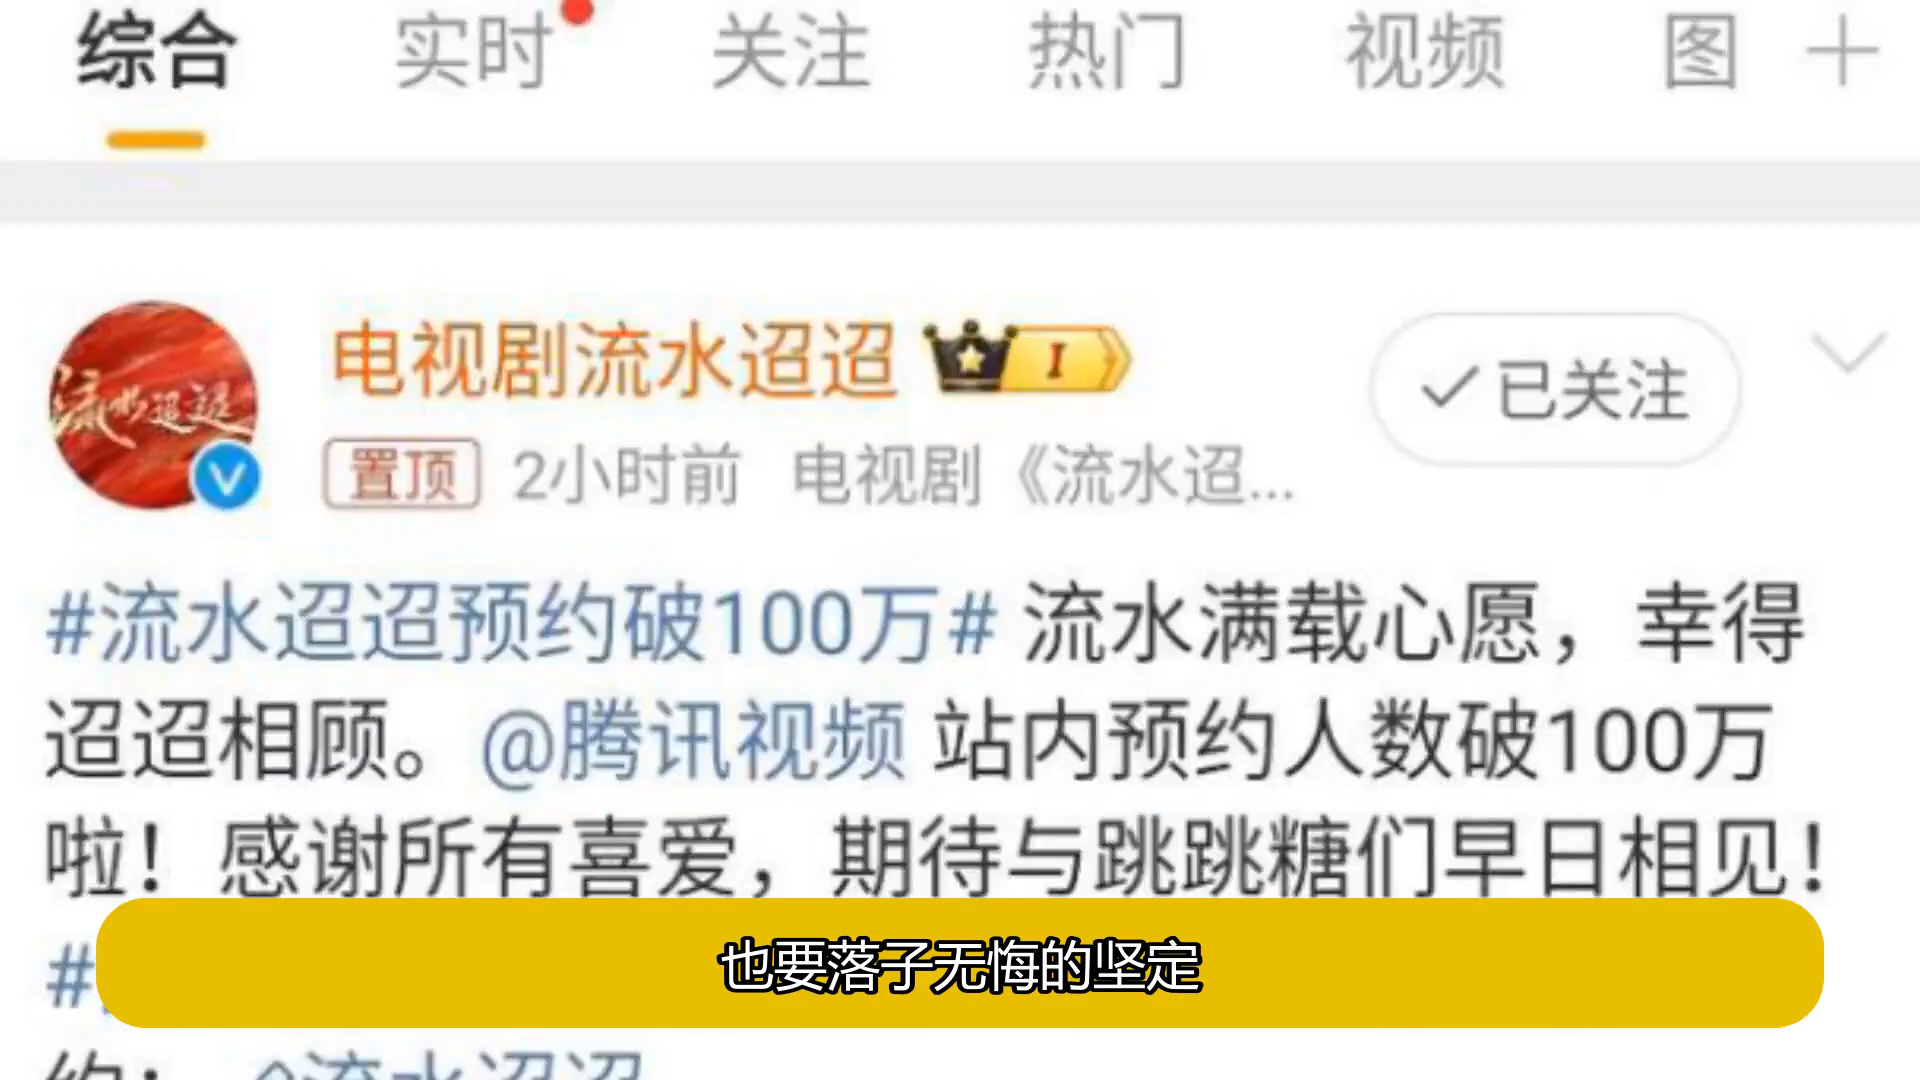 综合 实时 关注 热门 视频 图
电视剧流水迢迢 I
已关注
流水迢迢
置顶 2小时前 电视剧《流水迢...
#流水迢迢预约破100万# 流水满载心愿，幸得
迢迢相顾。@腾讯视频 站内预约人数破100万
啦！感谢所有喜爱，期待与跳跳糖们早日相见！
#
也要落子无悔的坚定